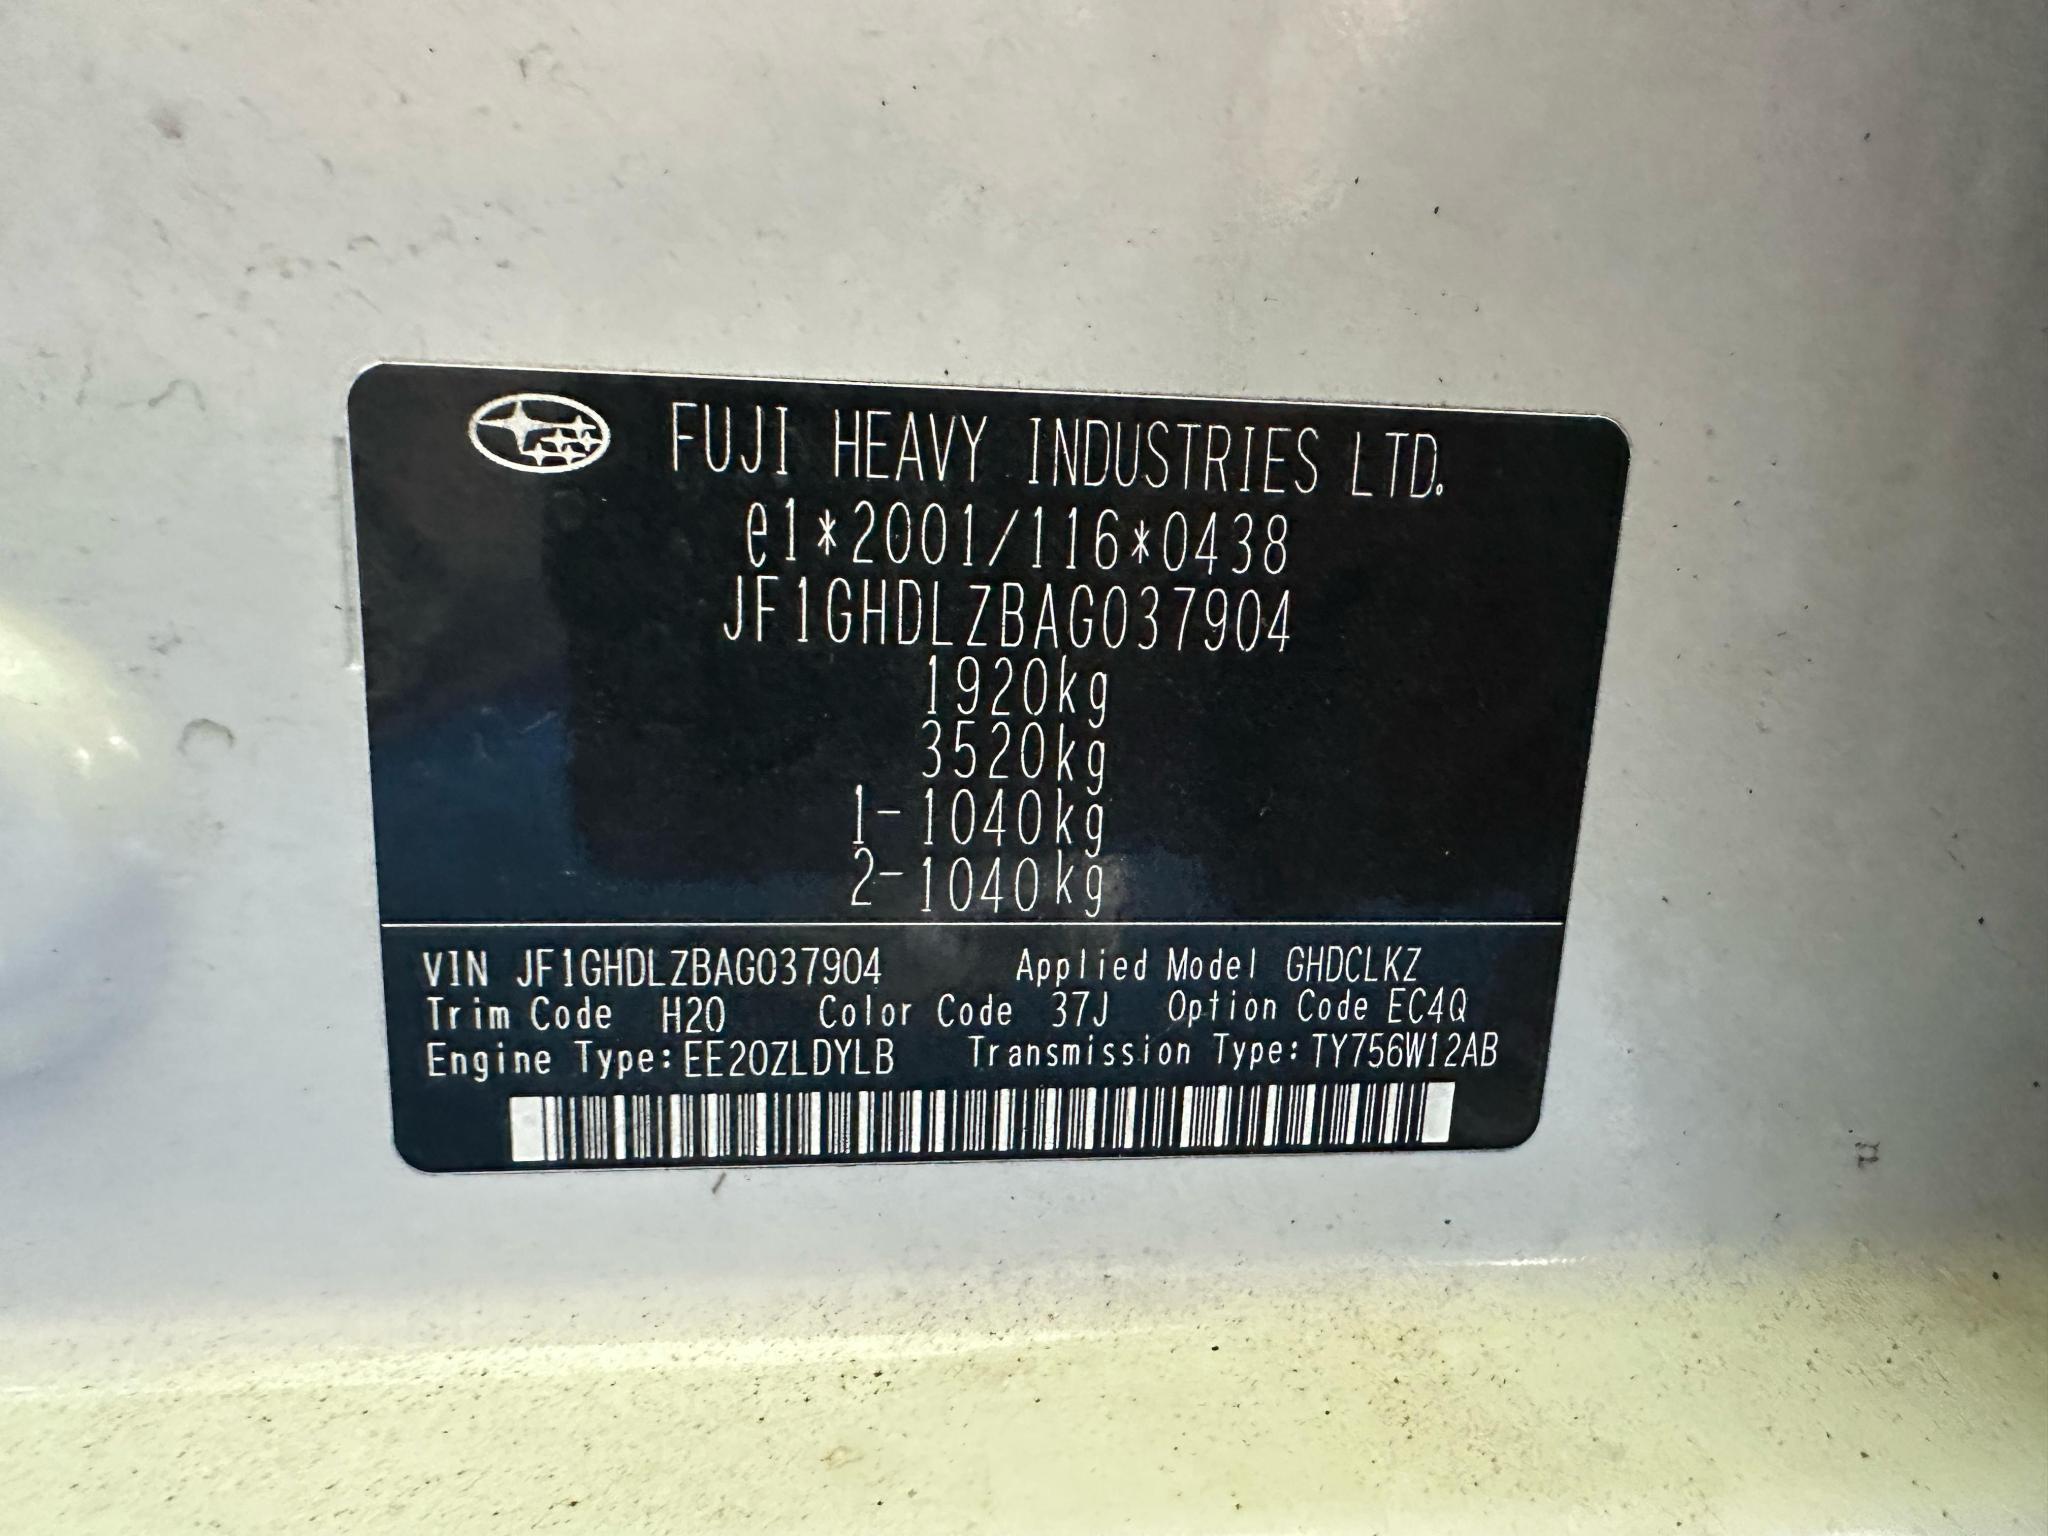 FUJI HEAVY INDUSTRIES LTD.
e1*2001/116*0438
JF1GHDLZBAG037904
1920kg
3520kg
1-1040kg
2-1040kg
VIN JF1GHDLZBAG037904 Applied Model GHDCLKZ
Trim Code H20 Color Code 37J Option Code EC4Q
Engine Type:EE20ZLDYLB Transmission Type:TY756W12AB